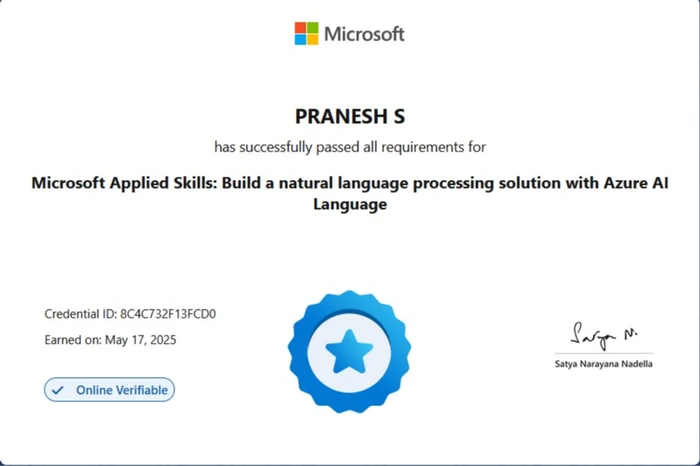 Microsoft
PRANESH S
has successfully passed all requirements for
Microsoft Applied Skills: Build a natural language processing solution with Azure AI
Language
Credential ID: 8C4C732F13FCD0
Earned on: May 17, 2025
Online Verifiable
Satya N.
Satya Narayana Nadella